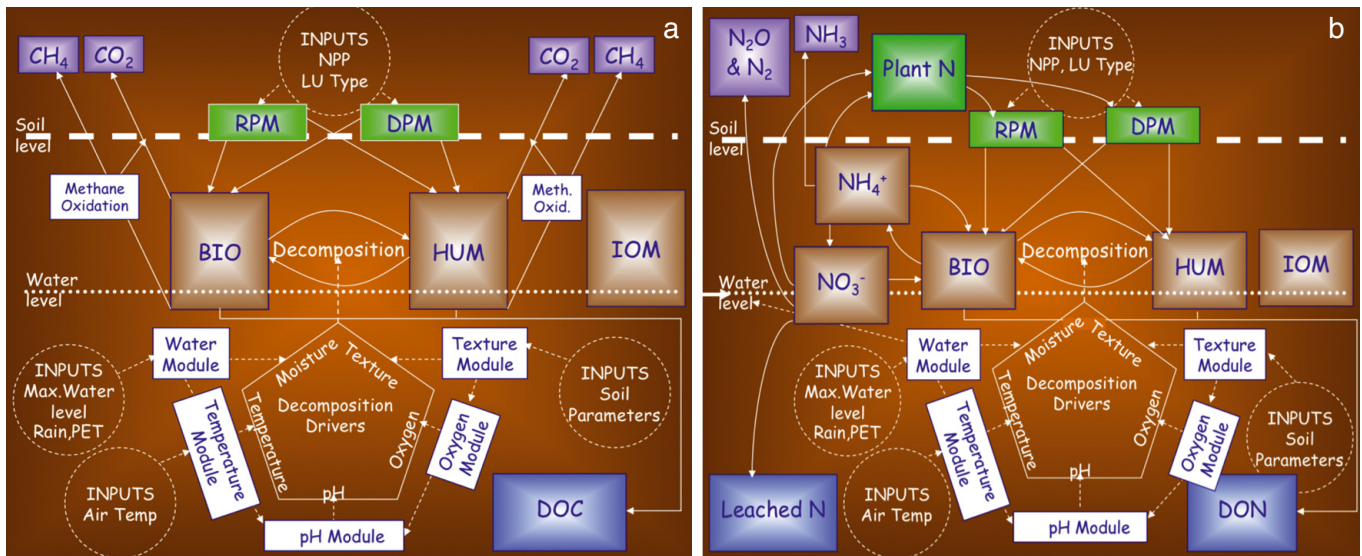 a
CH₄
CO₂
INPUTS
NPP
LU Type
CO₂
CH₄
RPM
DPM
Soil
level
Methane
Oxidation
Meth.
Oxid.
BIO
Decomposition
HUM
IOM
Water
level
Water
Module
Moisture
Texture
Texture
Module
INPUTS
Max.Water
level
Rain,PET
INPUTS
Soil
Parameters
Temperature
Module
Temperature
Decomposition
Drivers
Oxygen
Oxygen
Module
INPUTS
Air Temp
pH
pH Module
DOC
b
N₂O
& N₂
NH₃
Plant N
INPUTS
NPP, LU Type
RPM
DPM
Soil
level
NH₄⁺
NO₃⁻
BIO
Decomposition
HUM
IOM
Water
level
Water
Module
Moisture
Texture
Texture
Module
INPUTS
Max.Water
level
Rain,PET
Temperature
Module
Temperature
Decomposition
Drivers
Oxygen
Oxygen
Module
INPUTS
Soil
Parameters
INPUTS
Air Temp
pH
pH Module
Leached N
DON